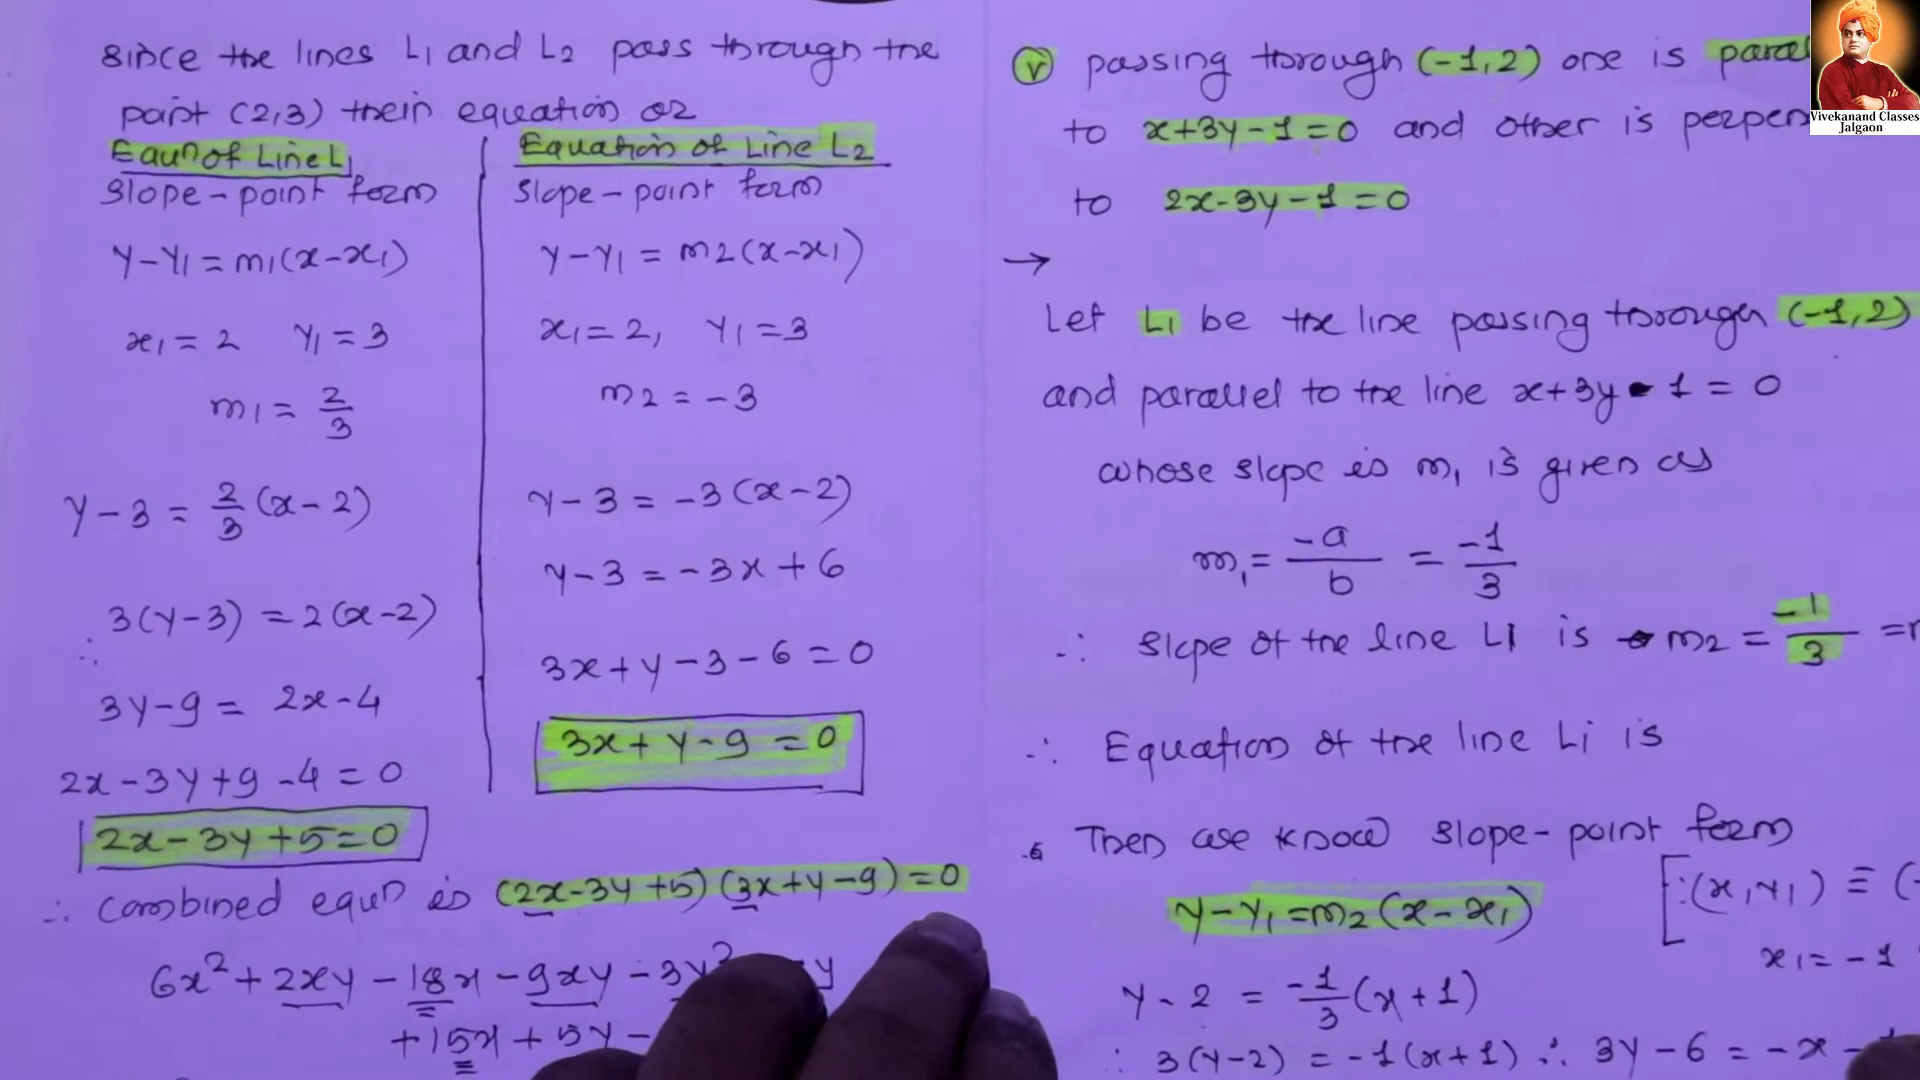 Since the lines L1 and L2 pass through the
point (2,3) their equation or
Equn of Line L1
Slope-point form
y-y1 = m1(x-x1)
x1 = 2 y1 = 3
m1 = 2/3
y-3 = 2/3 (x-2)
∴ 3(y-3) = 2(x-2)
3y-9 = 2x-4
2x-3y+9-4=0
2x-3y+5=0
Equation of Line L2
Slope-point form
y-y1 = m2(x-x1)
x1=2, y1=3
m2 = -3
y-3 = -3(x-2)
y-3 = -3x+6
3x+y-3-6=0
3x+y-9=0
∴ combined equn is (2x-3y+5)(3x+y-9)=0
6x²+2xy-18x-9xy-3y² y
+15x+5y-
(v) passing through (-1,2) one is
to x+3y-1=0 and other is
to 2x-3y-1=0
→
Let L1 be the line passing through (-1,2)
and parallel to the line x+3y-1=0
whose slope is m1 is given as
m1 = -a/b = -1/3
∴ slope of the line L1 is m2 = -1/3 =
∴ Equation of the line Li is
Then we know slope-point form
y-y1=m2(x-x1) [∵(x1y1) ≡ (-
x1=-1
y-2 = -1/3 (x+1)
∴ 3(y-2) = -1(x+1) ∴ 3y-6 = -x-
Vivekanand Classes
Jalgaon